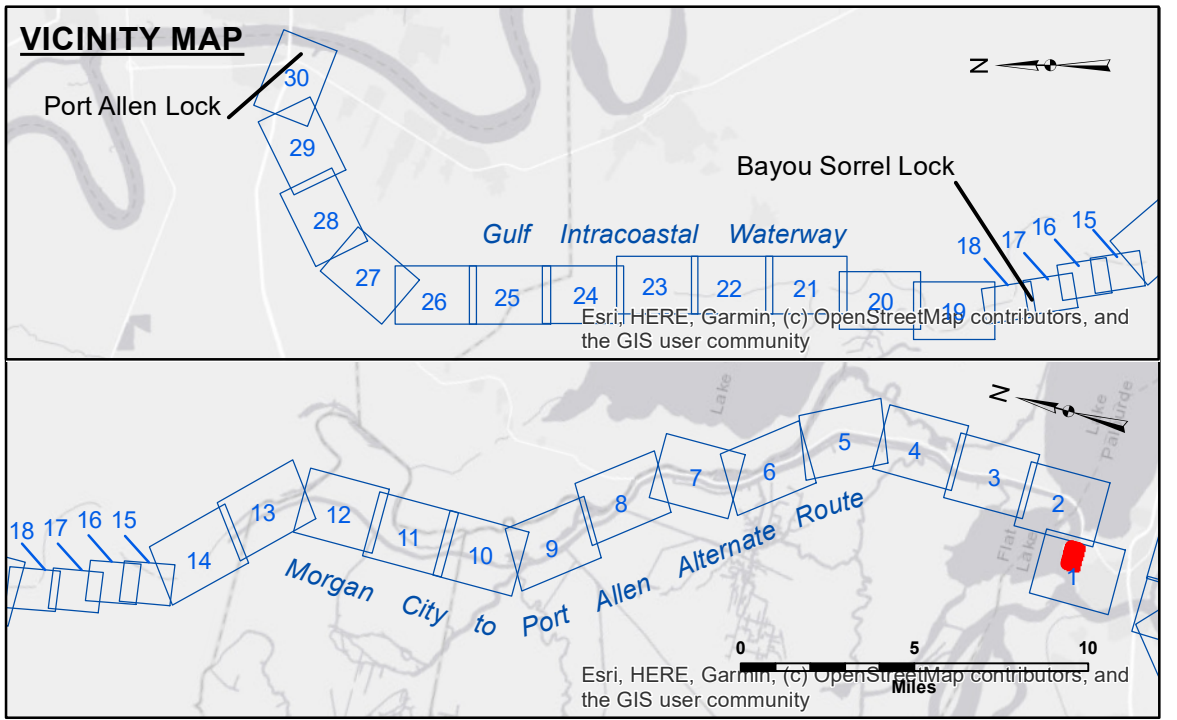 VICINITY MAP
N
30
Port Allen Lock
29
Bayou Sorrel Lock
28
Gulf Intracoastal Waterway
18
17
16
15
27
26
25
24
23
22
21
20
19
Esri, HERE, Garmin, (c) OpenStreetMap contributors, and
the GIS user community
Lake
N
Lake
Palourde
5
4
7
6
3
8
2
13
12
18
17
16
15
11
10
9
14
Flat
Lake
1
Morgan City to Port Allen Alternate Route
0
5
10
Miles
Esri, HERE, Garmin, (c) OpenStreetMap contributors, and
the GIS user community